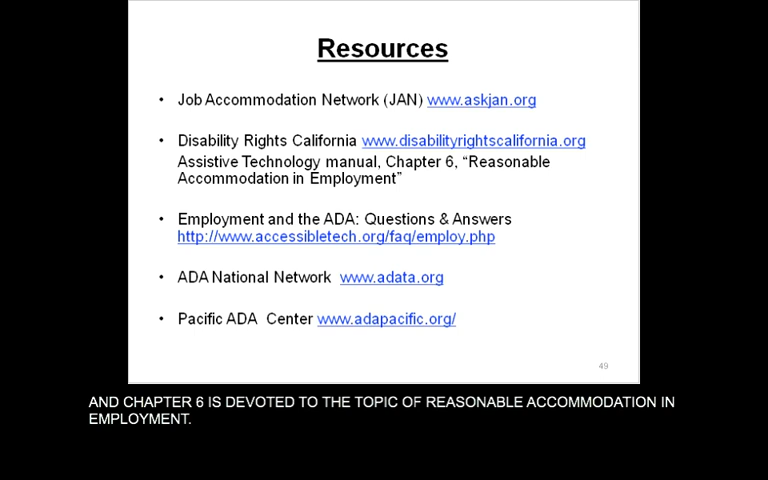 Resources
• Job Accommodation Network (JAN) www.askjan.org
• Disability Rights California www.disabilityrightscalifornia.org
Assistive Technology manual, Chapter 6, “Reasonable
Accommodation in Employment”
• Employment and the ADA: Questions & Answers
http://www.accessibletech.org/faq/employ.php
• ADA National Network www.adata.org
• Pacific ADA Center www.adapacific.org/
49
AND CHAPTER 6 IS DEVOTED TO THE TOPIC OF REASONABLE ACCOMMODATION IN
EMPLOYMENT.